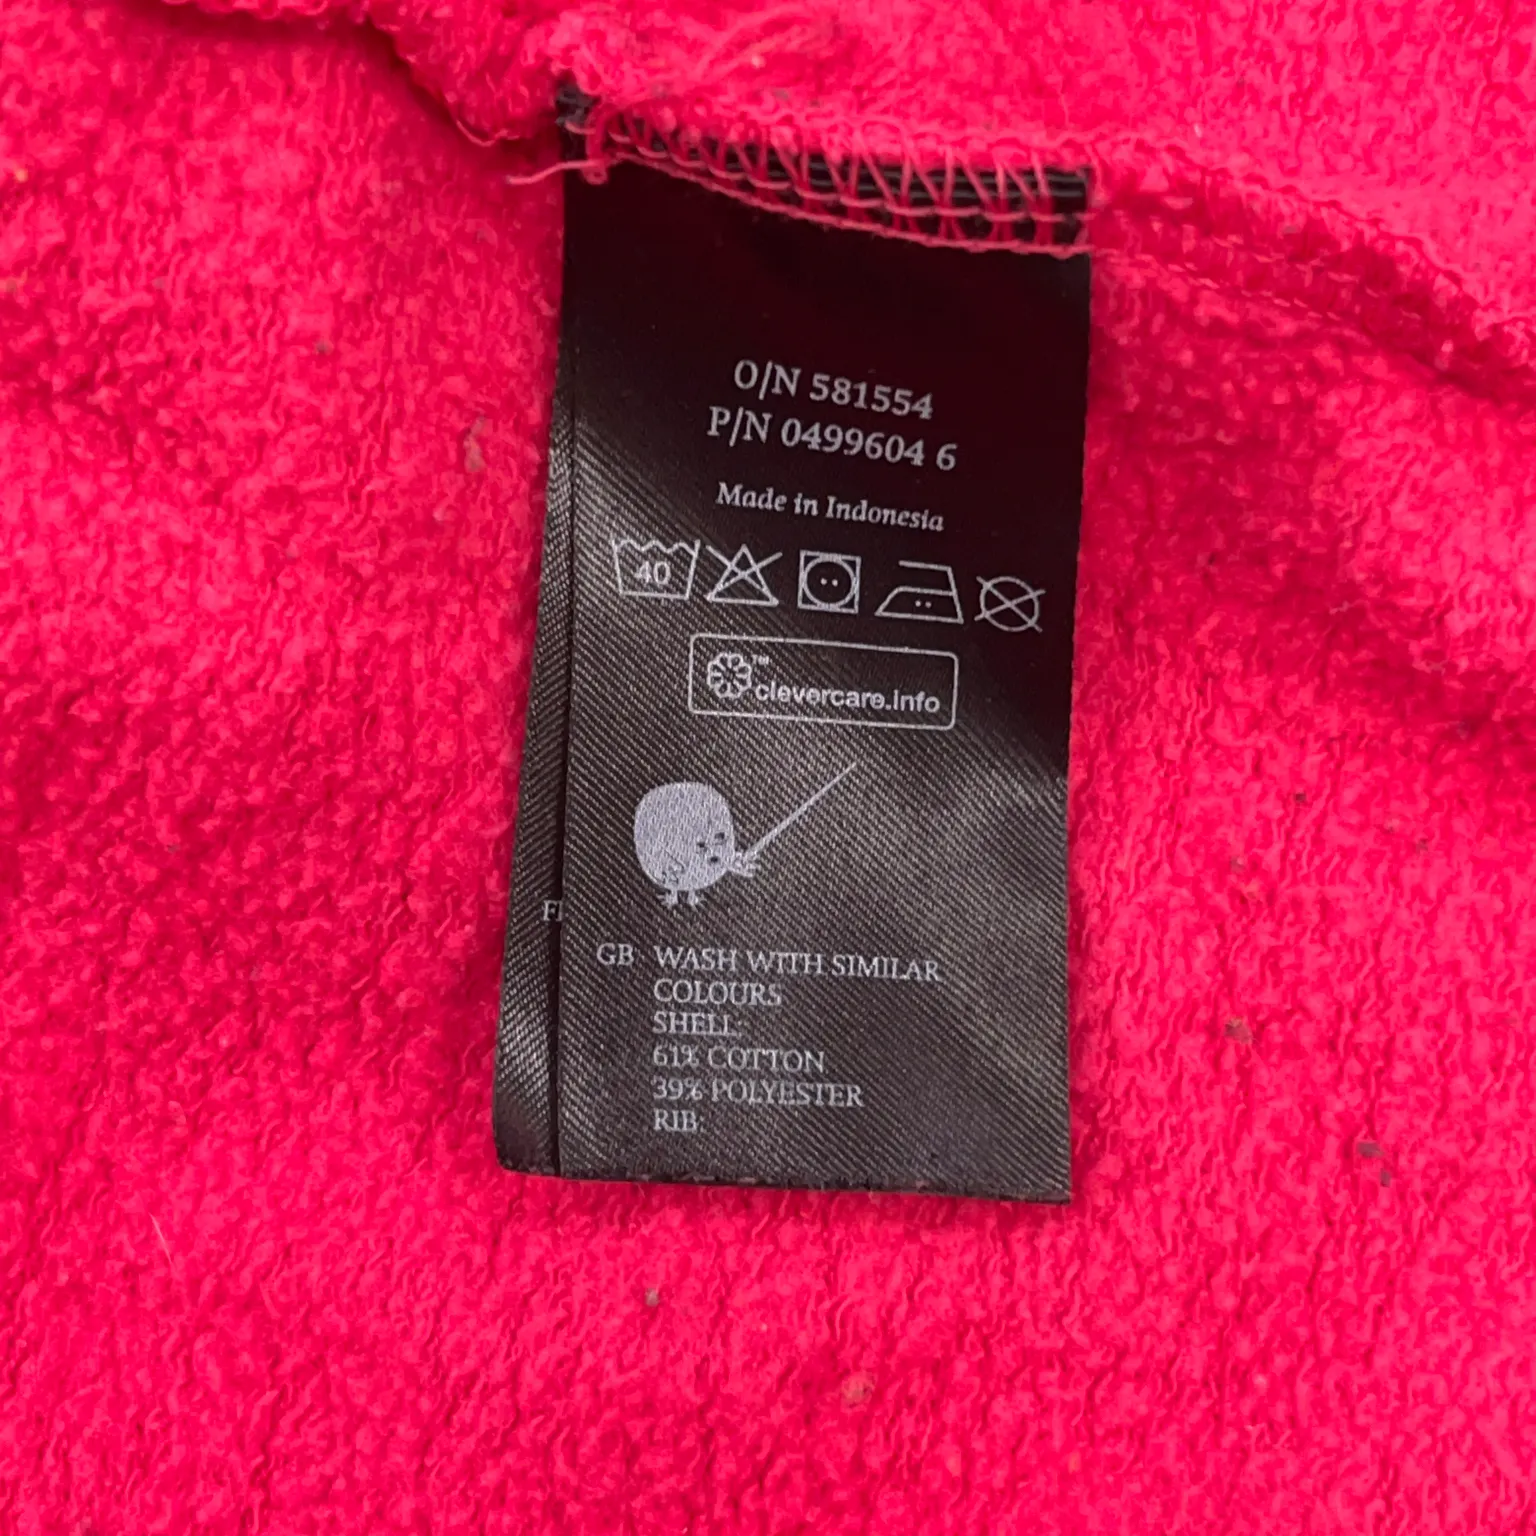 O/N 581554
P/N 0499604 6
Made in Indonesia
40
™
clevercare.info
GB WASH WITH SIMILAR
COLOURS
SHELL:
61% COTTON
39% POLYESTER
RIB: